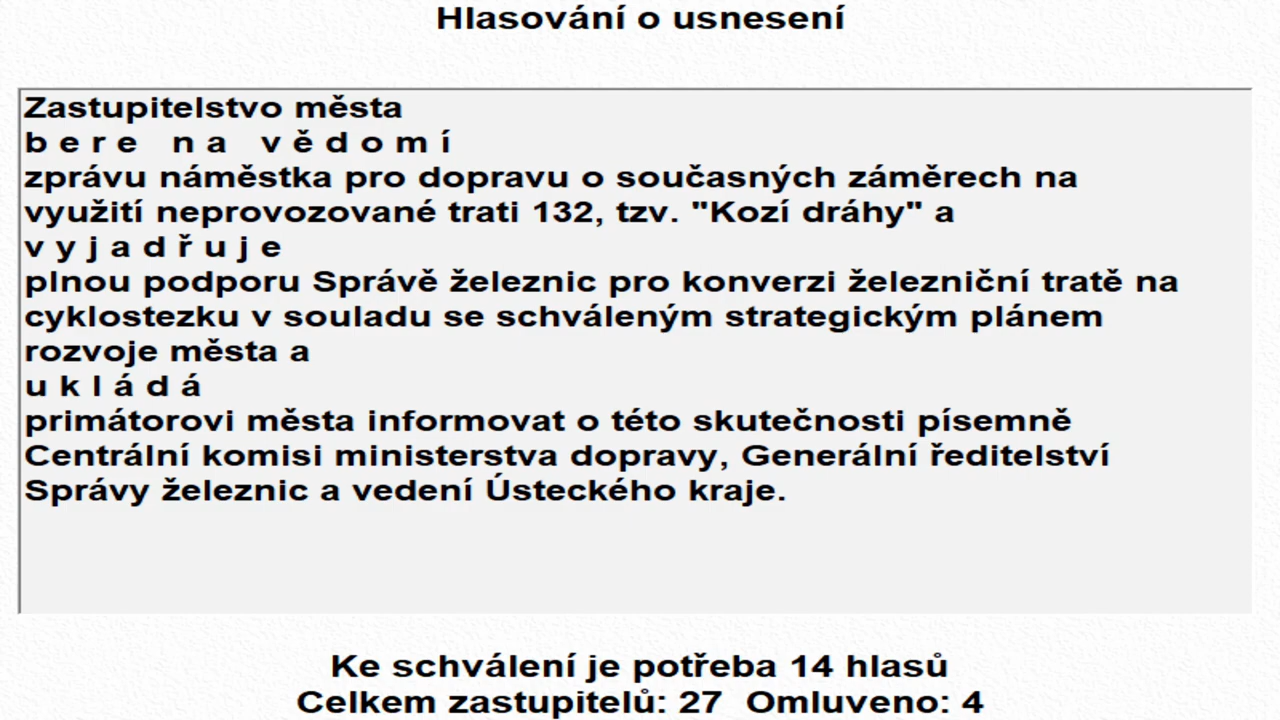 Hlasování o usnesení
Zastupitelstvo města
b e r e   n a   v ě d o m í
zprávu náměstka pro dopravu o současných záměrech na
využití neprovozované trati 132, tzv. "Kozí dráhy" a
v y j a d ř u j e
plnou podporu Správě železnic pro konverzi železniční tratě na
cyklostezku v souladu se schváleným strategickým plánem
rozvoje města a
u k l á d á
primátorovi města informovat o této skutečnosti písemně
Centrální komisi ministerstva dopravy, Generální ředitelství
Správy železnic a vedení Ústeckého kraje.
Ke schválení je potřeba 14 hlasů
Celkem zastupitelů: 27  Omluveno: 4